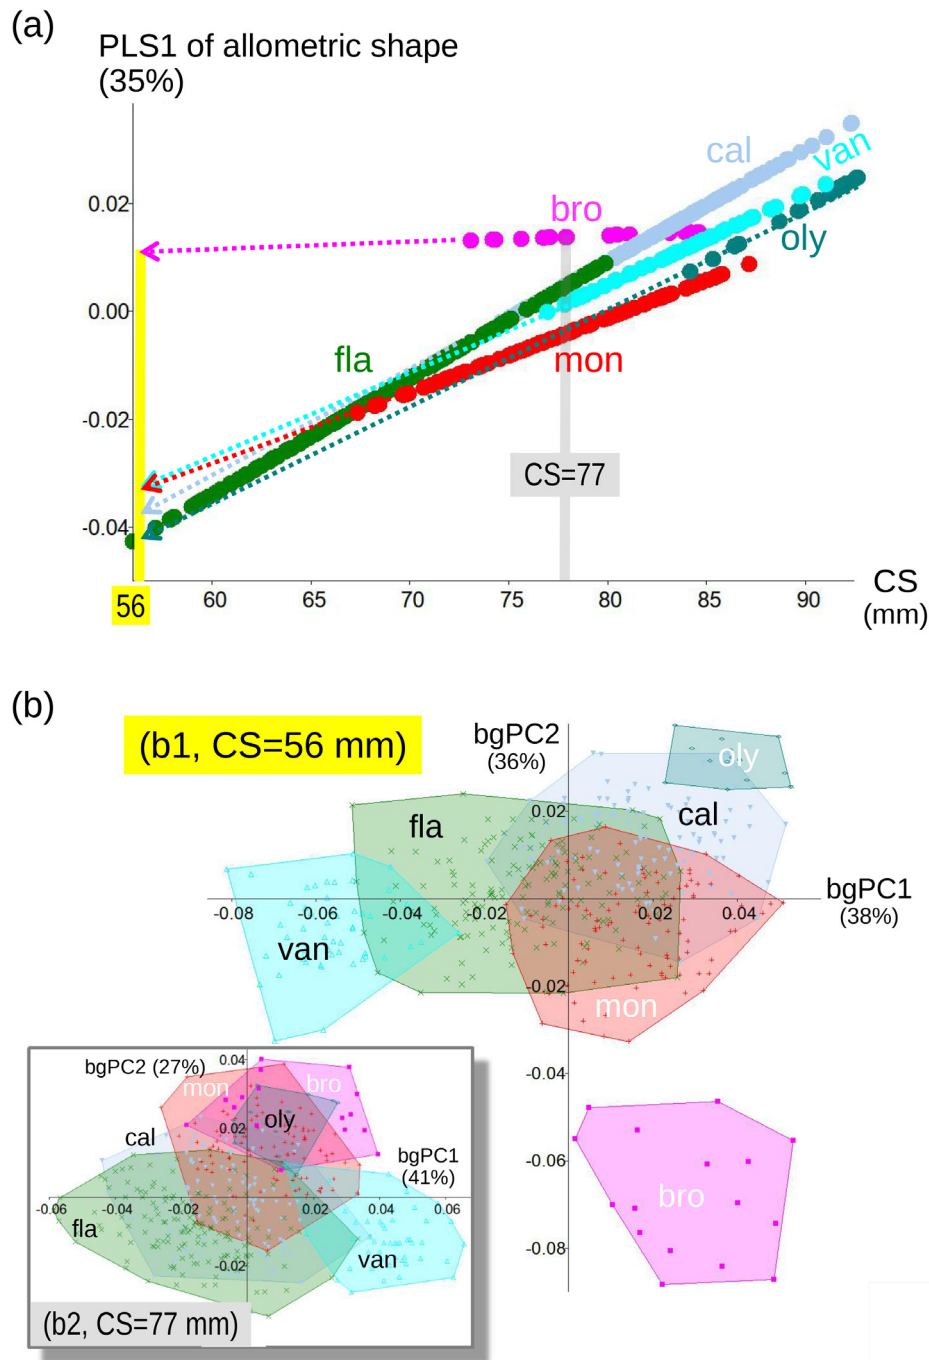 (a)
PLS1 of allometric shape
(35%)
cal
van
0.02
bro
oly
0.00
fla
mon
-0.02
CS=77
-0.04
CS
(mm)
56
60
65
70
75
80
85
90
(b)
(b1, CS=56 mm)
bgPC2
(36%)
oly
0.02
cal
fla
bgPC1
(38%)
-0.08
-0.06
-0.04
-0.02
0.02
0.04
van
-0.02
mon
-0.04
-0.06
bro
-0.08
bgPC2 (27%)
0.04
mon
bro
oly
0.02
cal
bgPC1
(41%)
-0.06
-0.04
-0.02
0.02
0.04
0.06
fla
van
-0.02
(b2, CS=77 mm)